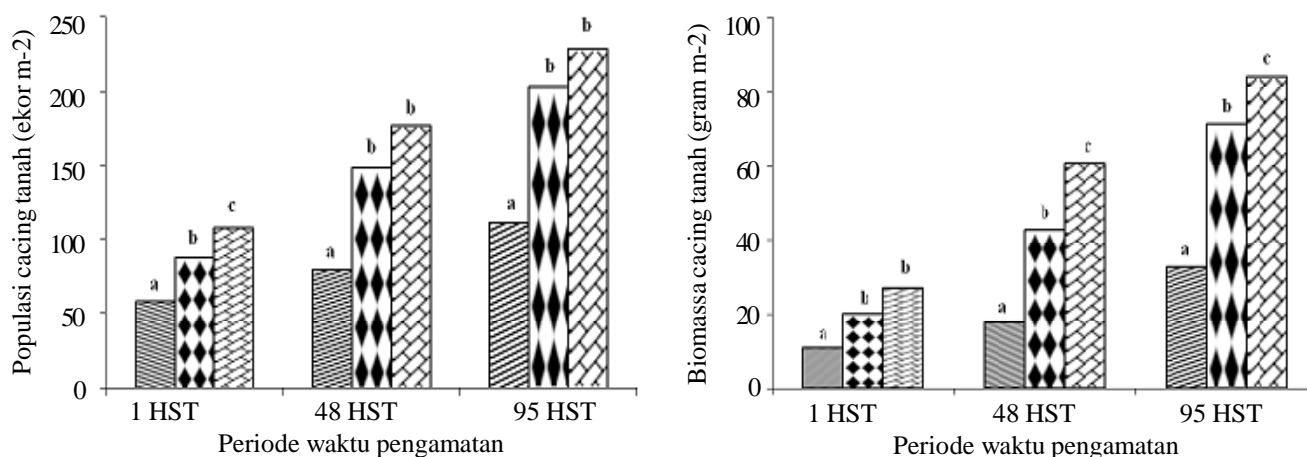 Populasi cacing tanah (ekor m-2)
250
200
150
100
50
0
a
b
c
a
b
b
a
b
b
1 HST
48 HST
95 HST
Periode waktu pengamatan
Biomassa cacing tanah (gram m-2)
100
80
60
40
20
0
a
b
b
a
b
c
a
b
c
1 HST
48 HST
95 HST
Periode waktu pengamatan